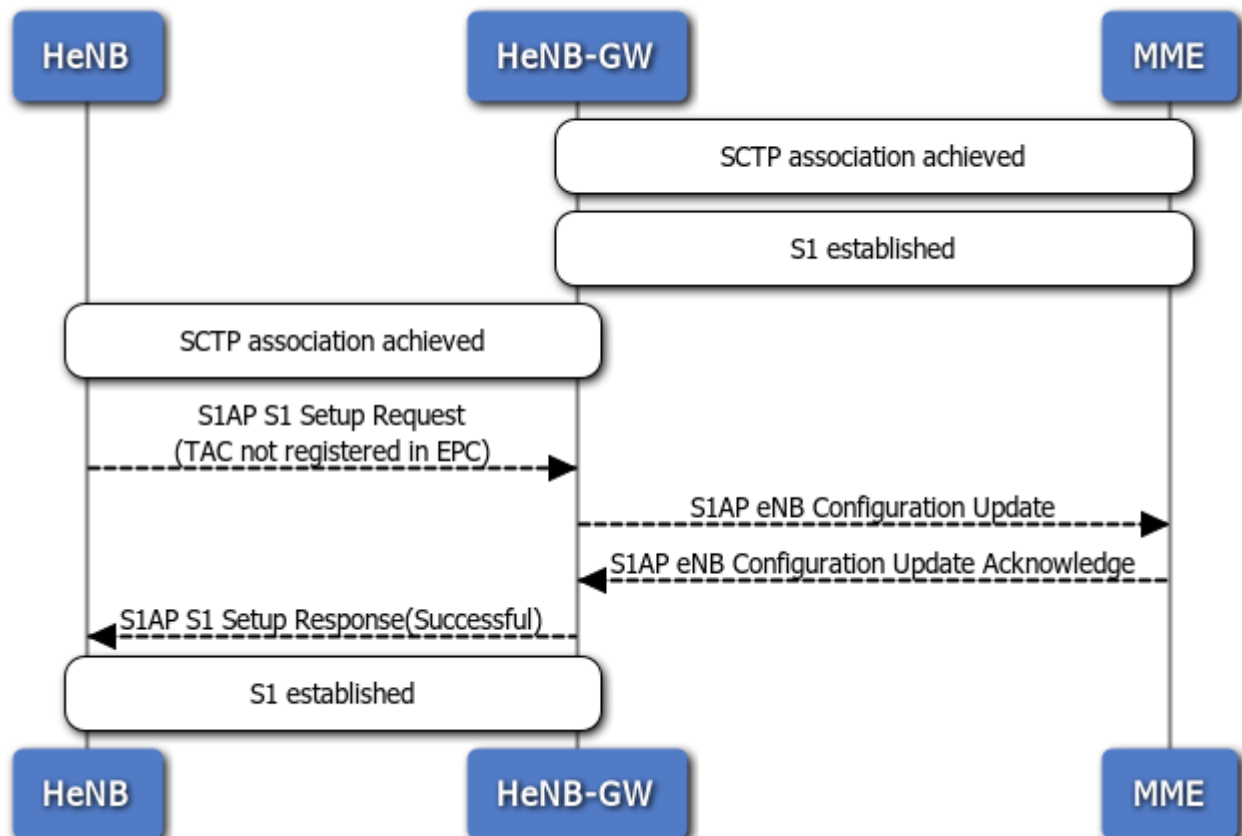 HeNB
HeNB-GW
MME
SCTP association achieved
S1 established
SCTP association achieved
S1AP S1 Setup Request
(TAC not registered in EPC)
S1AP eNB Configuration Update
S1AP eNB Configuration Update Acknowledge
S1AP S1 Setup Response(Successful)
S1 established
HeNB
HeNB-GW
MME